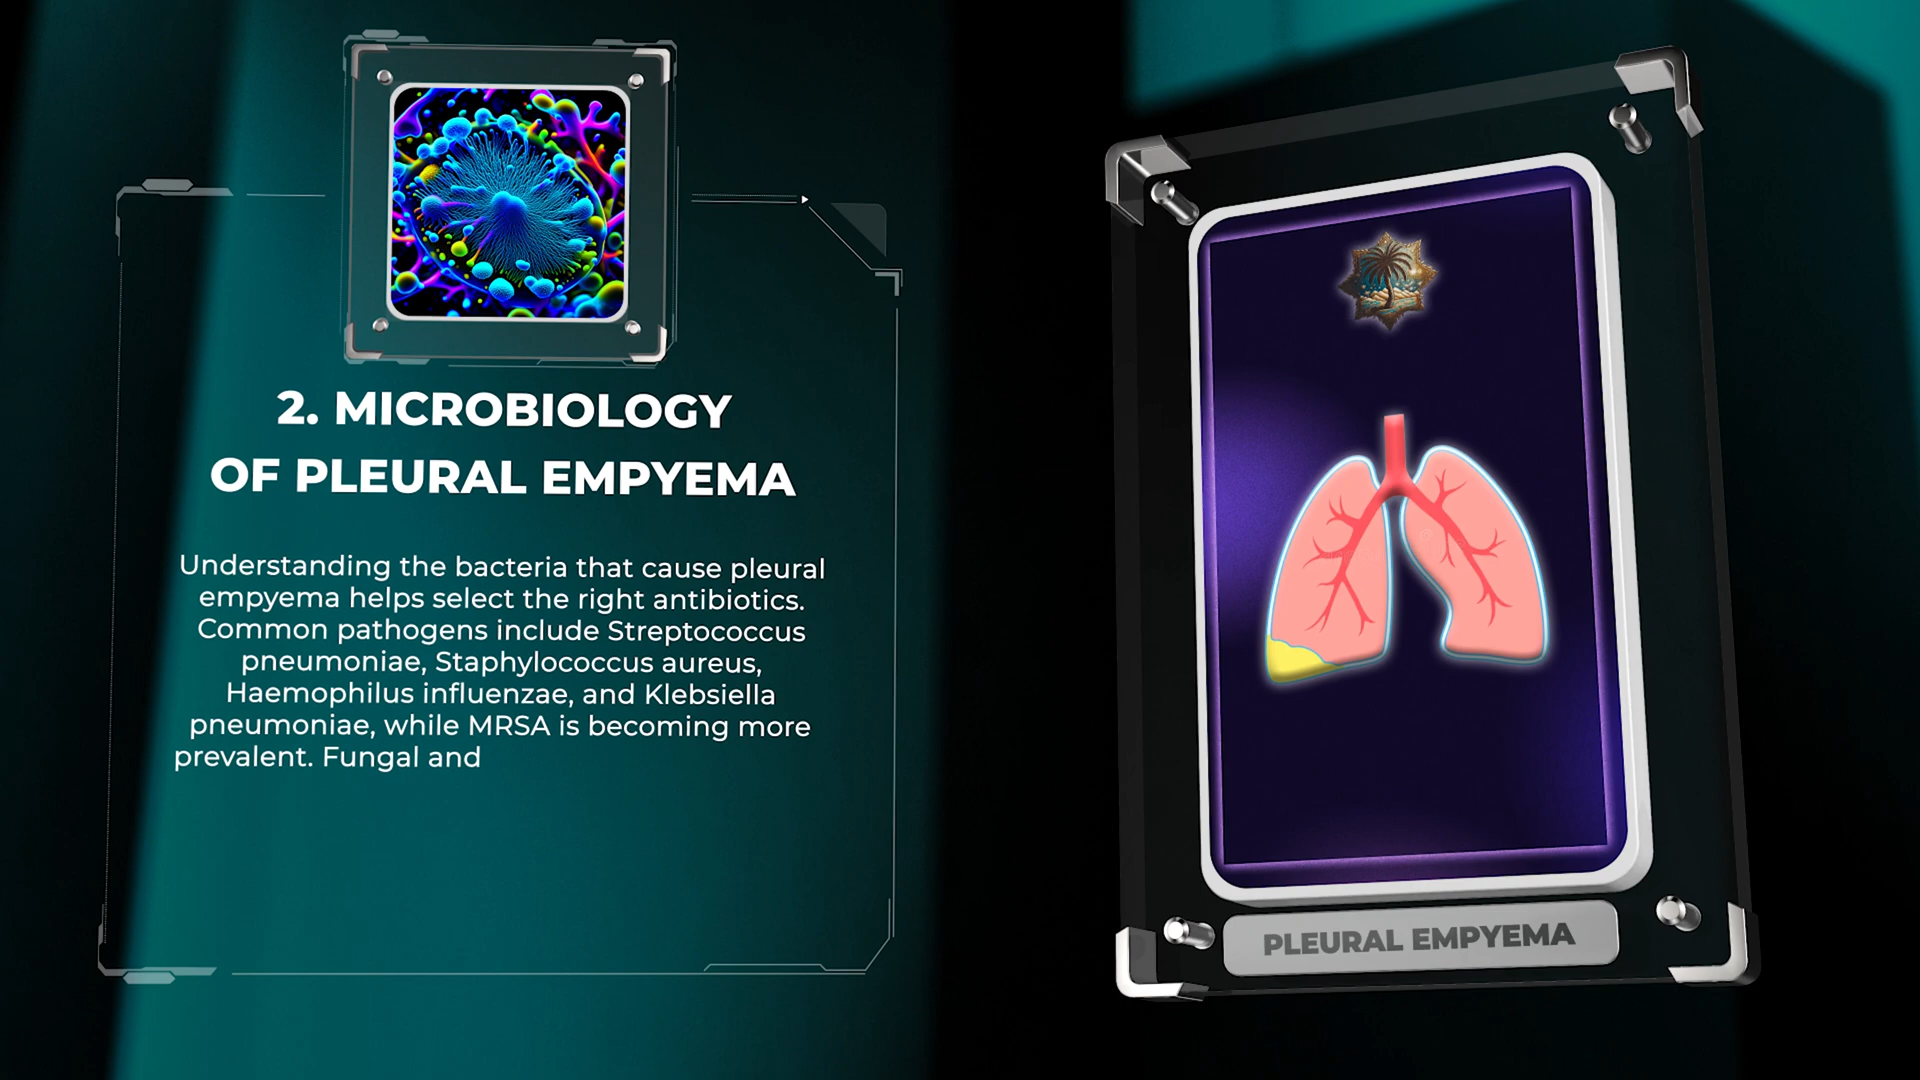 2. MICROBIOLOGY
OF PLEURAL EMPYEMA
Understanding the bacteria that cause pleural
empyema helps select the right antibiotics.
Common pathogens include Streptococcus
pneumoniae, Staphylococcus aureus,
Haemophilus influenzae, and Klebsiella
pneumoniae, while MRSA is becoming more
prevalent. Fungal and
PLEURAL EMPYEMA